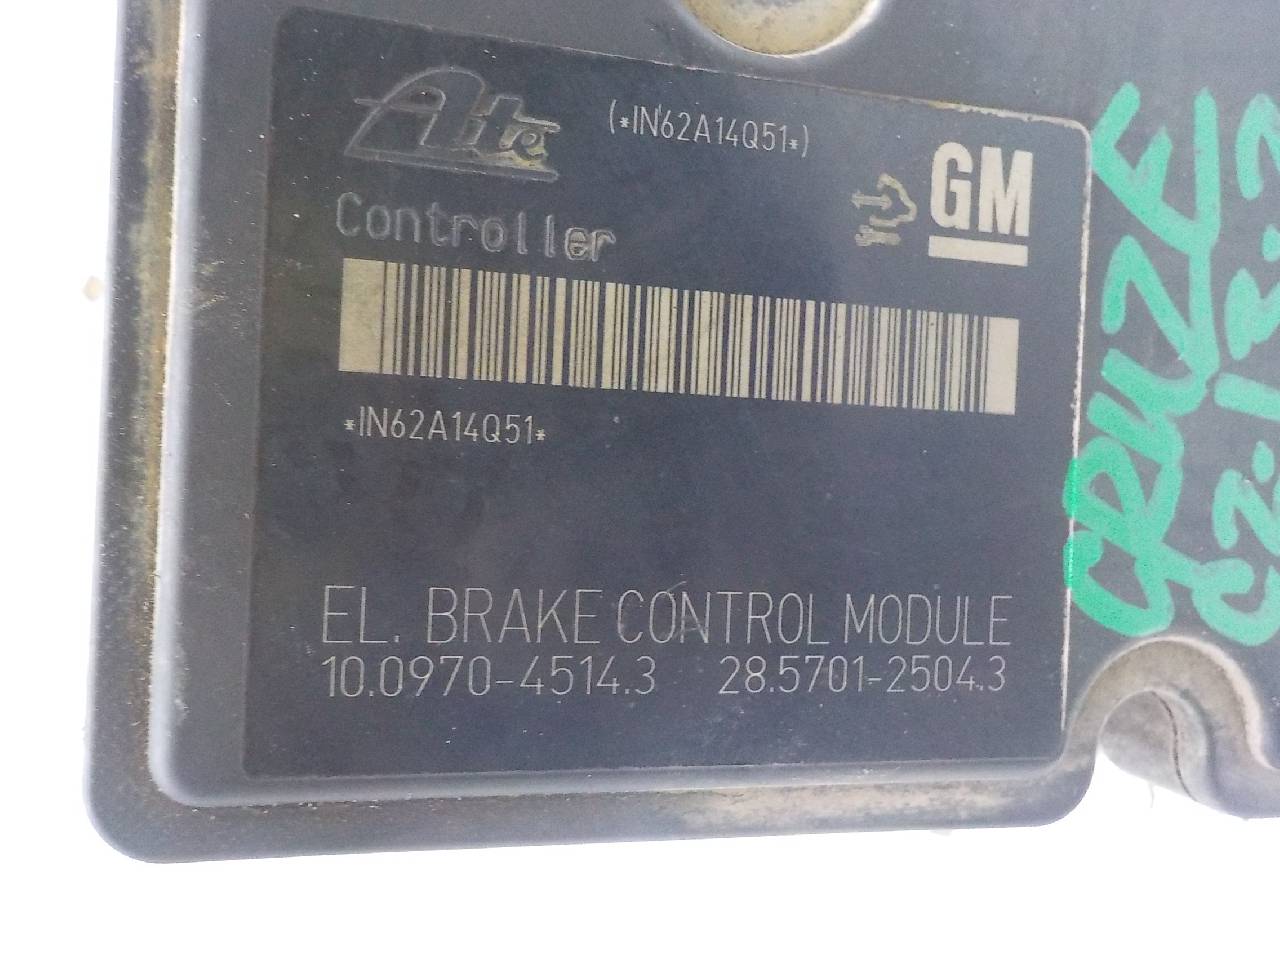 Ate
(*IN62A14Q51*)
GM
Controller
*IN62A14Q51*
EL. BRAKE CONTROL MODULE
10.0970-4514.3 28.5701-2504.3
CRUZE